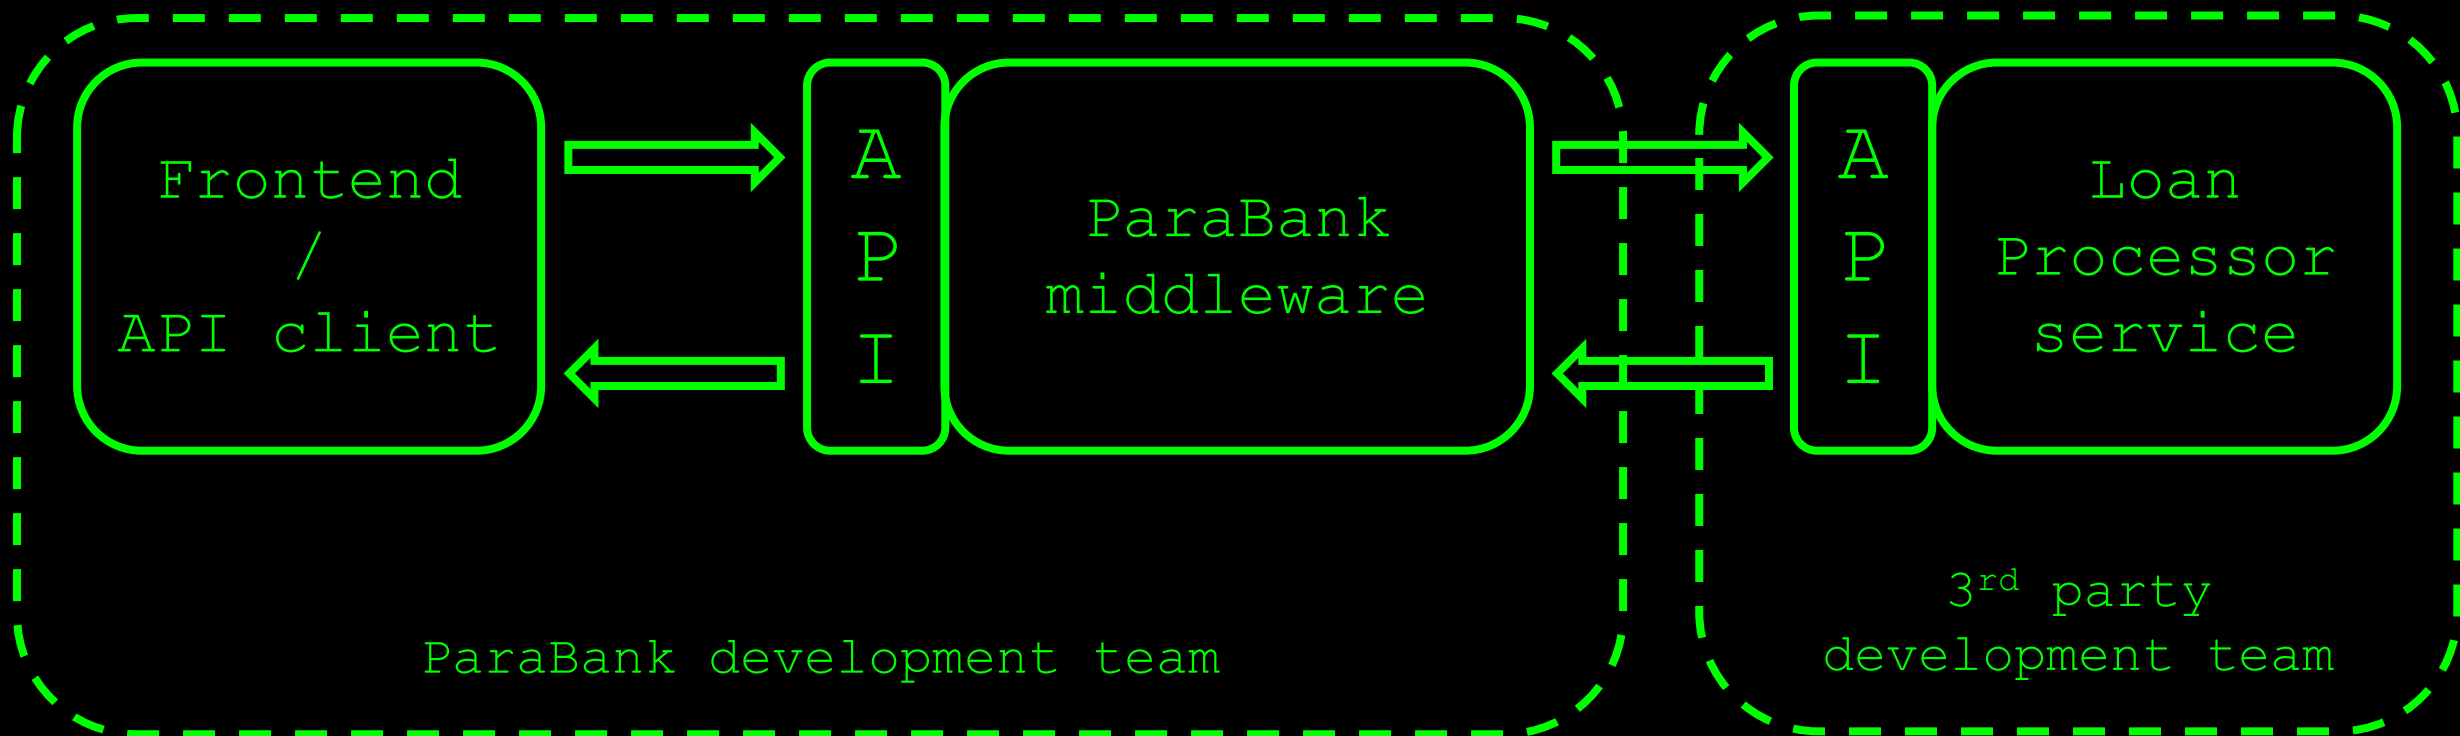 Frontend
/
API client
A
P
I
ParaBank
middleware
A
P
I
Loan
Processor
service
ParaBank development team
3rd party
development team